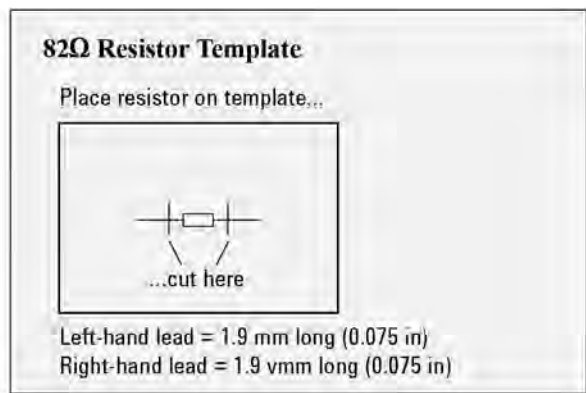 82Ω Resistor Template
Place resistor on template...
...cut here
Left-hand lead = 1.9 mm long (0.075 in)
Right-hand lead = 1.9 vmm long (0.075 in)